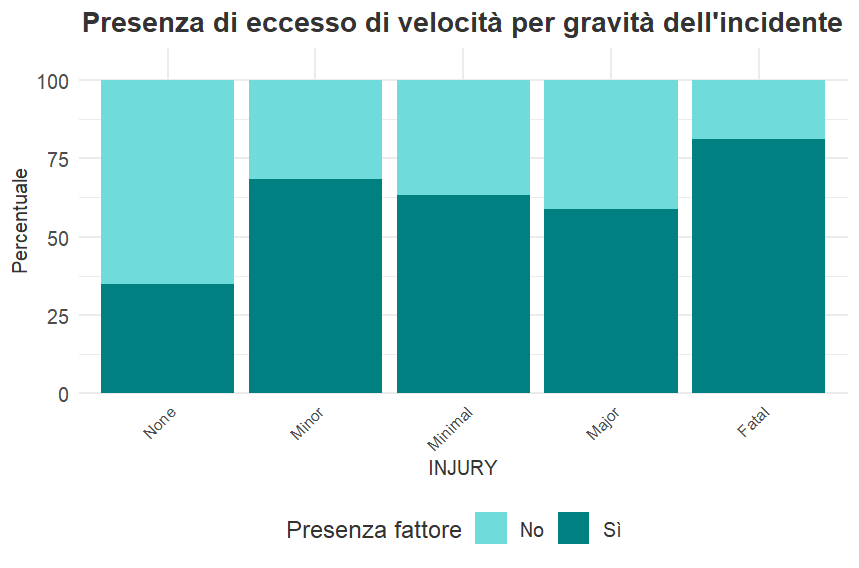 Presenza di eccesso di velocità per gravità dell'incidente
Percentuale
100
75
50
25
0
None
Minor
Minimal
Major
Fatal
INJURY
Presenza fattore No Sì